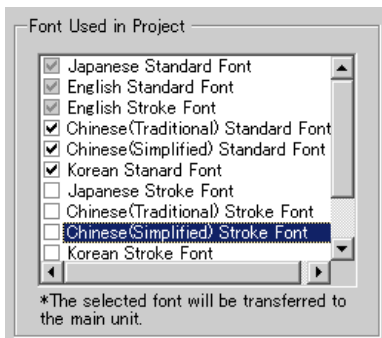 Font Used in Project
Japanese Standard Font
English Standard Font
English Stroke Font
Chinese(Traditional) Standard Font
Chinese(Simplified) Standard Font
Korean Stanard Font
Japanese Stroke Font
Chinese(Traditional) Stroke Font
Chinese(Simplified) Stroke Font
Korean Stroke Font
*The selected font will be transferred to
the main unit.